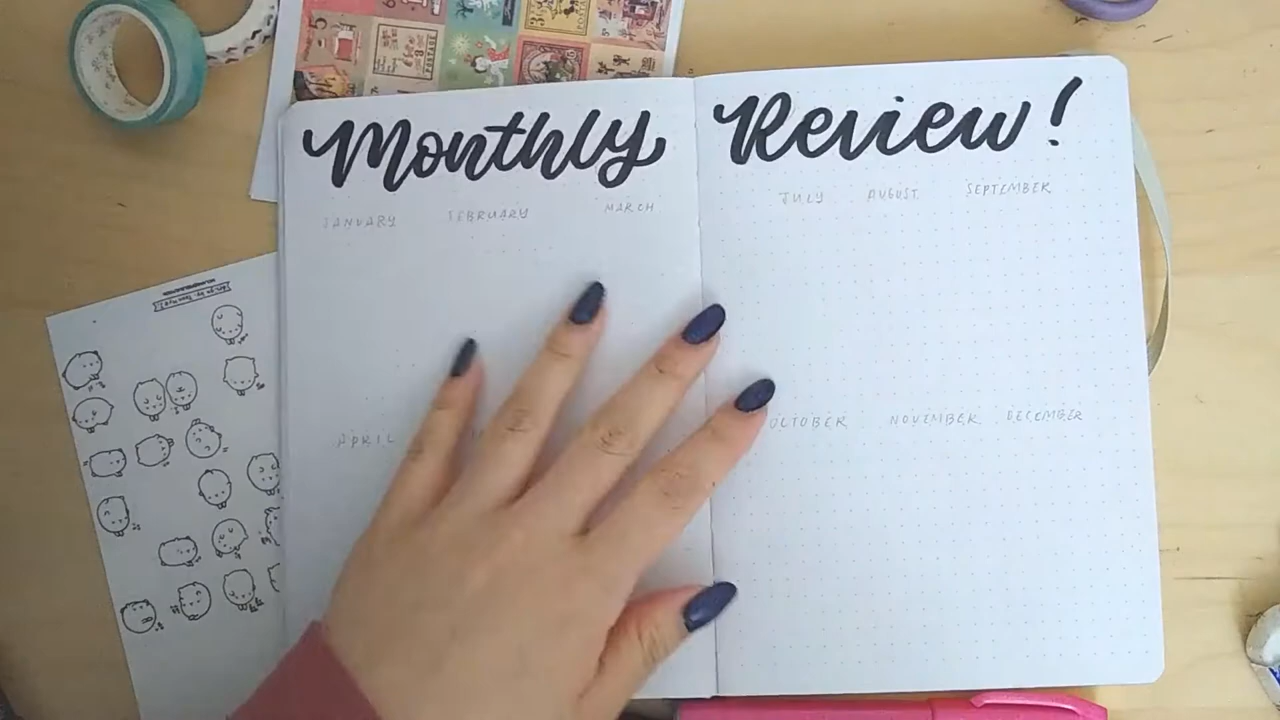 Monthly Review!
JANUARY FEBRUARY MARCH
JULY AUGUST SEPTEMBER
APRIL
OCTOBER NOVEMBER DECEMBER